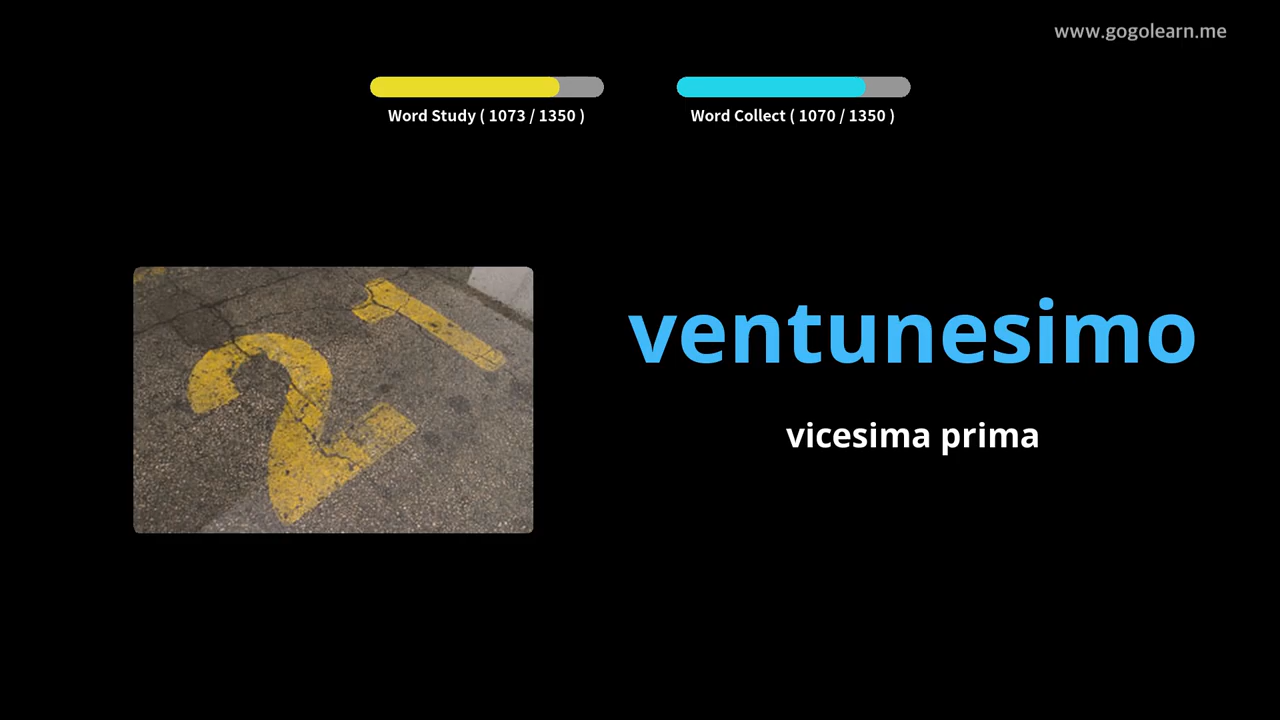 www.gogolearn.me
Word Study ( 1073 / 1350 )
Word Collect ( 1070 / 1350 )
21
ventunesimo
vicesima prima